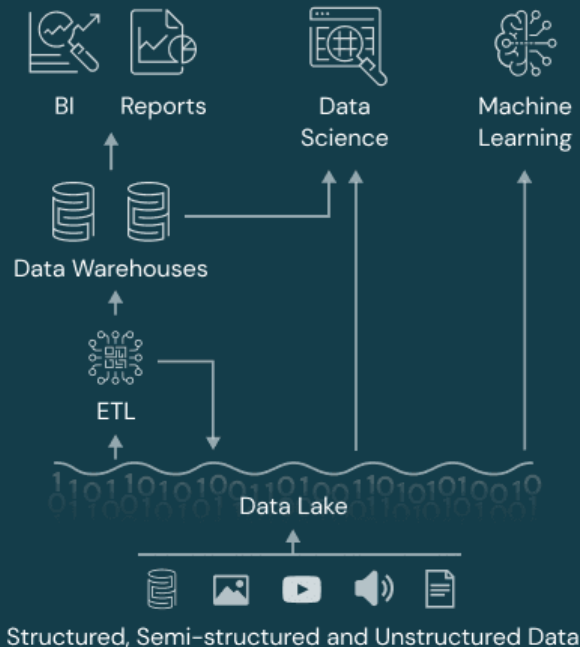 BI
Reports
Data
Science
Machine
Learning
Data Warehouses
ETL
Data Lake
Structured, Semi-structured and Unstructured Data